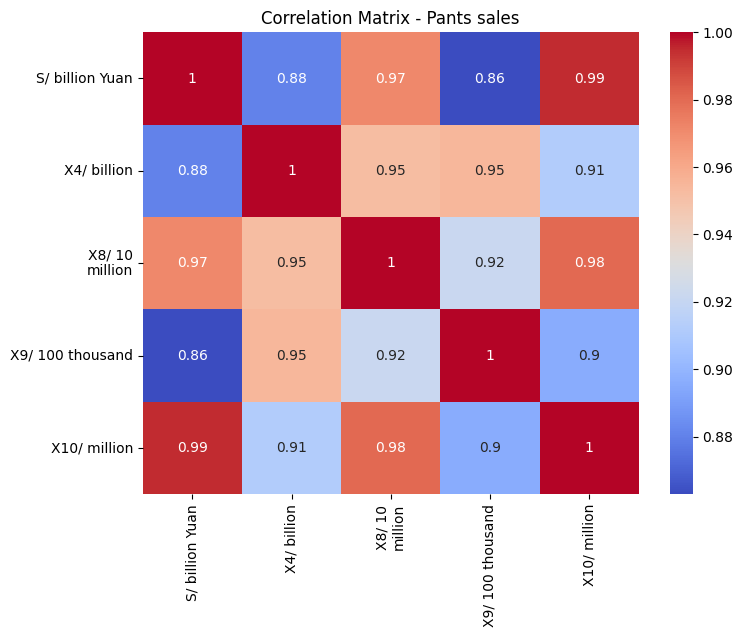 Correlation Matrix - Pants sales
S/ billion Yuan
1
0.88
0.97
0.86
0.99
1.00
0.98
X4/ billion
0.88
1
0.95
0.95
0.91
0.96
X8/ 10
million
0.97
0.95
1
0.92
0.98
0.94
0.92
X9/ 100 thousand
0.86
0.95
0.92
1
0.9
0.90
X10/ million
0.99
0.91
0.98
0.9
1
0.88
S/ billion Yuan
X4/ billion
X8/ 10
million
X9/ 100 thousand
X10/ million